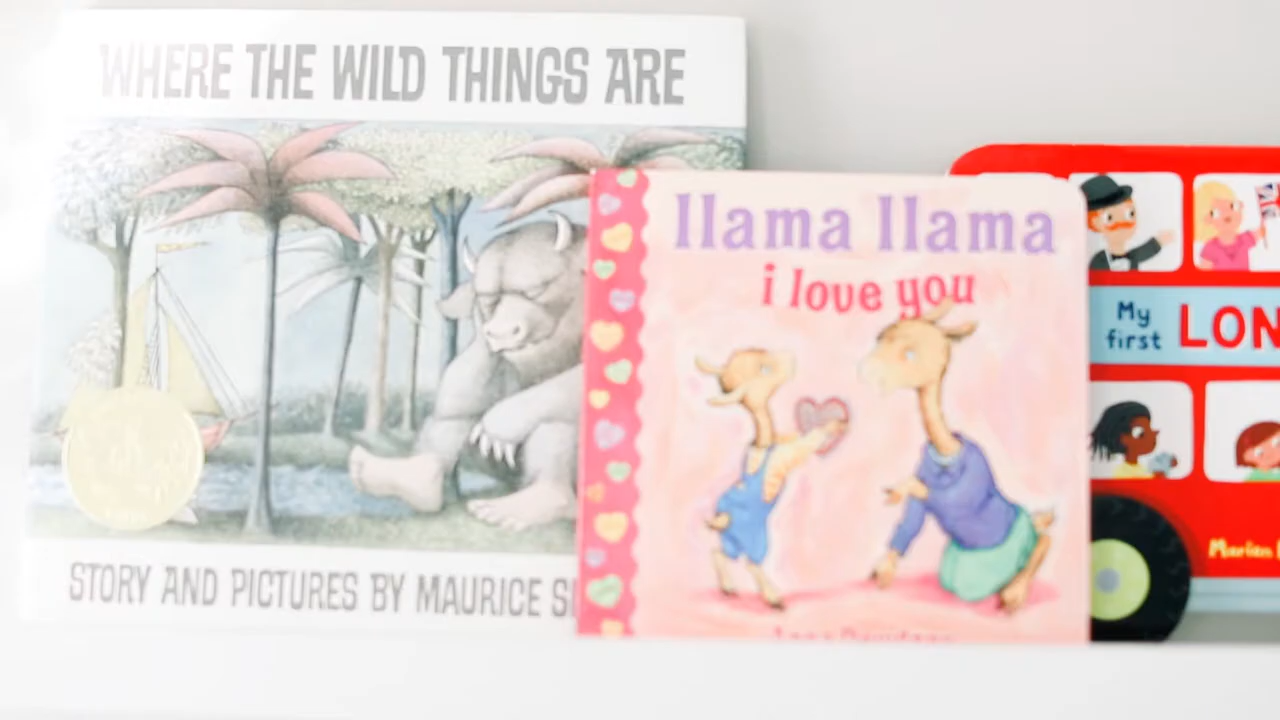 WHERE THE WILD THINGS ARE
STORY AND PICTURES BY MAURICE
llama llama
i love you
My
first
LON